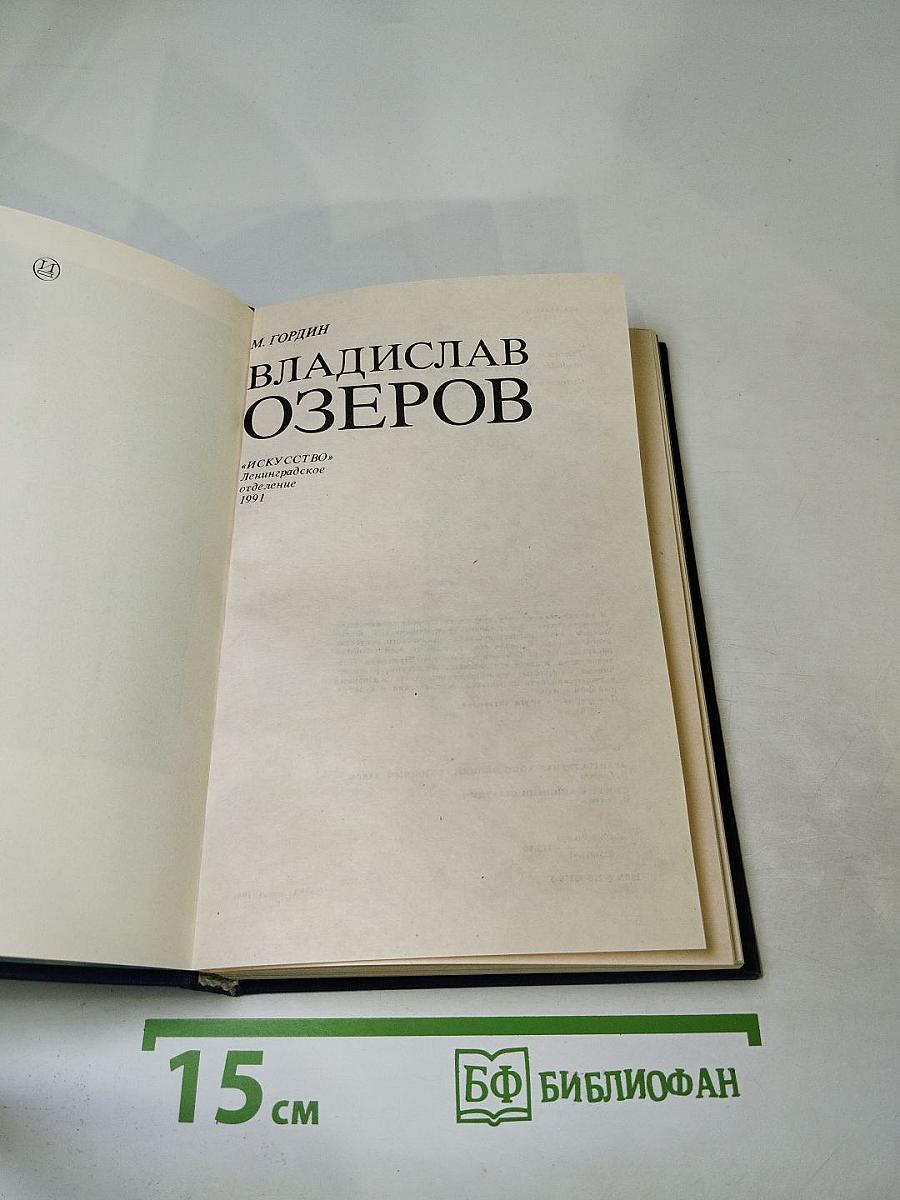 М. ГОРДИН
ВЛАДИСЛАВ
ОЗЕРОВ
«ИСКУССТВО»
Ленинградское
отделение
1991
15 см
БФ БИБЛИОФАН